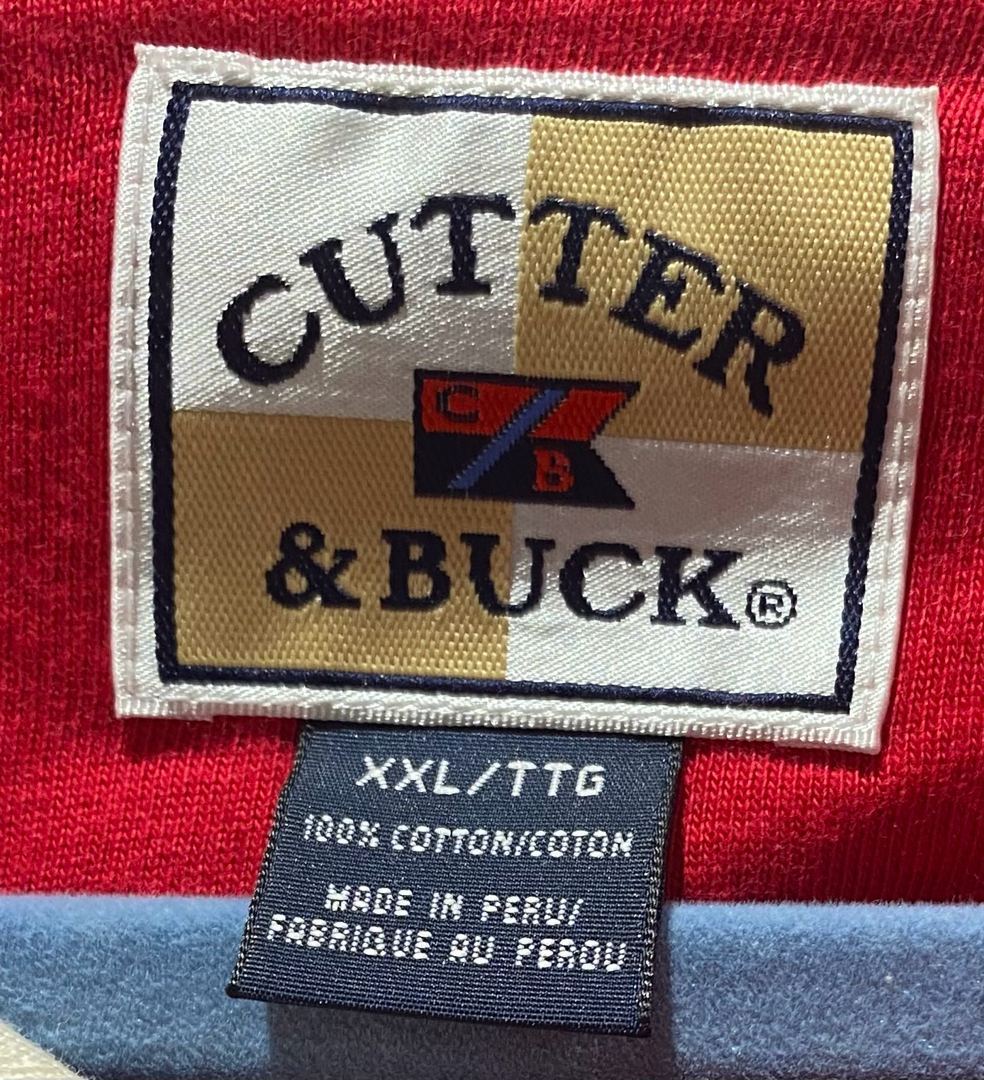 CUTTER
C
B
& BUCK®
XXL/TTG
100% COTTON/COTON
MADE IN PERU/
FABRIQUE AU PEROU